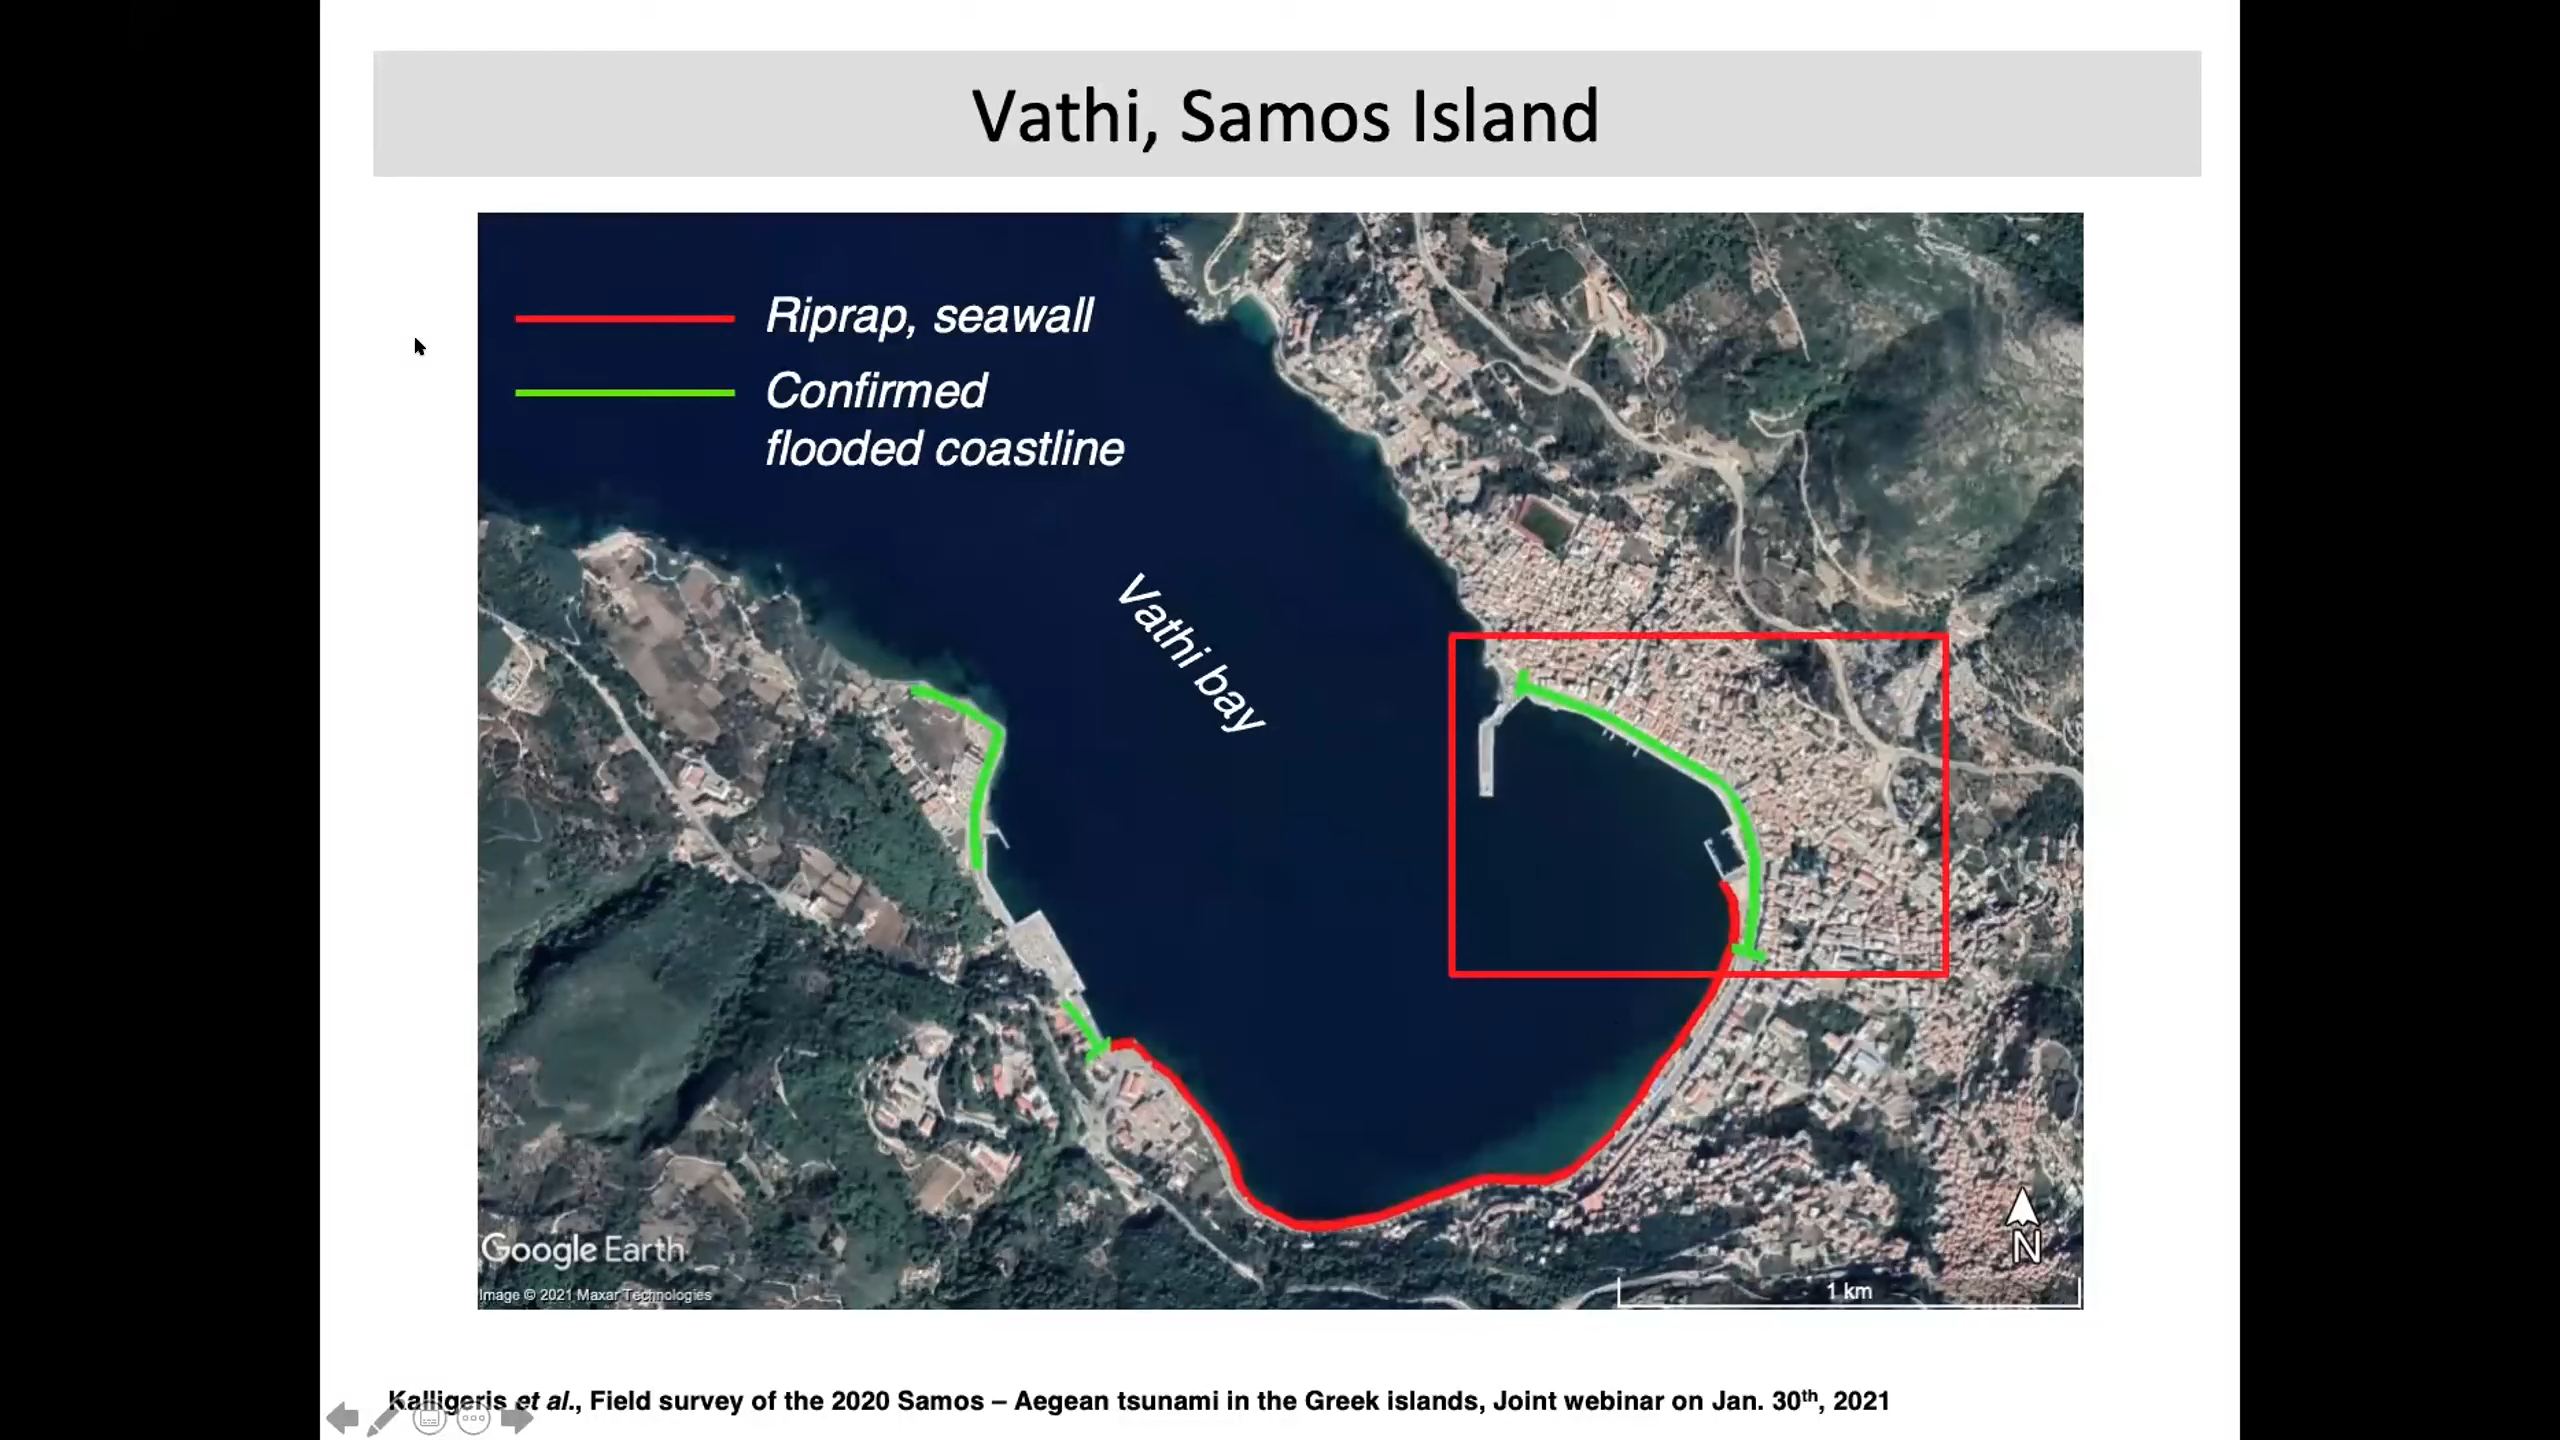 Vathi, Samos Island
Riprap, seawall
Confirmed
flooded coastline
Vathi bay
N
Google Earth
Image © 2021 Maxar Technologies
1 km
Kalligeris et al., Field survey of the 2020 Samos – Aegean tsunami in the Greek islands, Joint webinar on Jan. 30th, 2021